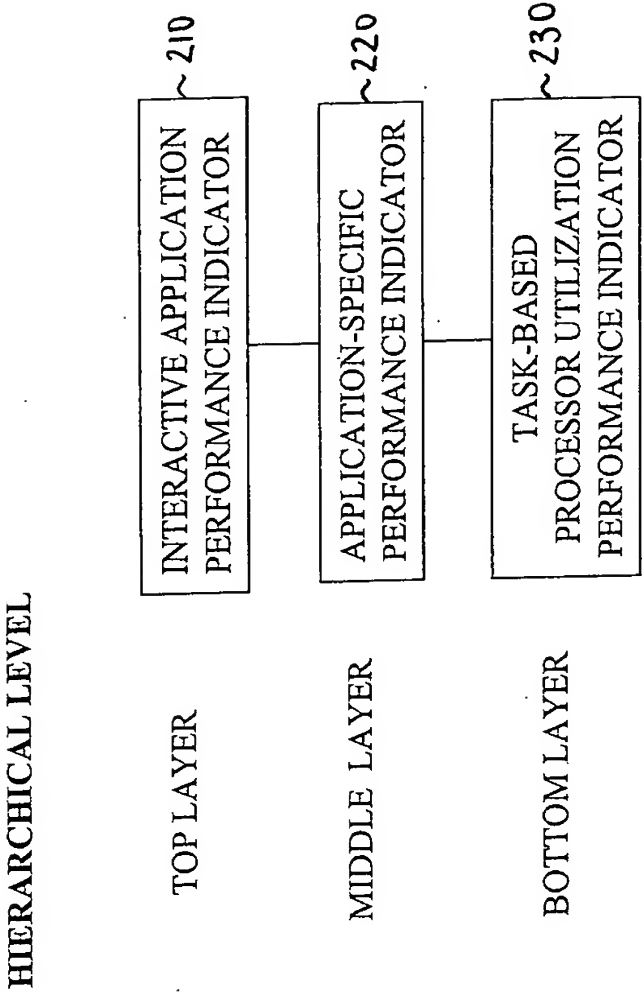 HIERARCHICAL LEVEL
TOP LAYER
INTERACTIVE APPLICATION
PERFORMANCE INDICATOR
~210
MIDDLE LAYER
APPLICATION-SPECIFIC
PERFORMANCE INDICATOR
~220
BOTTOM LAYER
TASK-BASED
PROCESSOR UTILIZATION
PERFORMANCE INDICATOR
~230